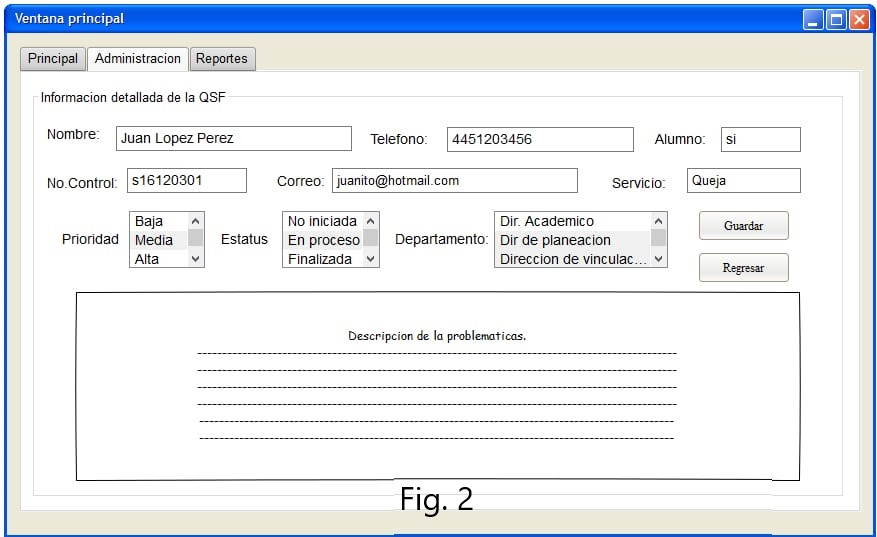 Ventana principal
Principal Administracion Reportes
Informacion detallada de la QSF
Nombre: Juan Lopez Perez Telefono: 4451203456 Alumno: si
No.Control: s16120301 Correo: juanito@hotmail.com Servicio: Queja
Prioridad Baja Media Alta Estatus No iniciada En proceso Finalizada Departamento: Dir. Academico Dir de planeacion Direccion de vinculac... Guardar
Regresar
Descripcion de la problematicas.
Fig. 2